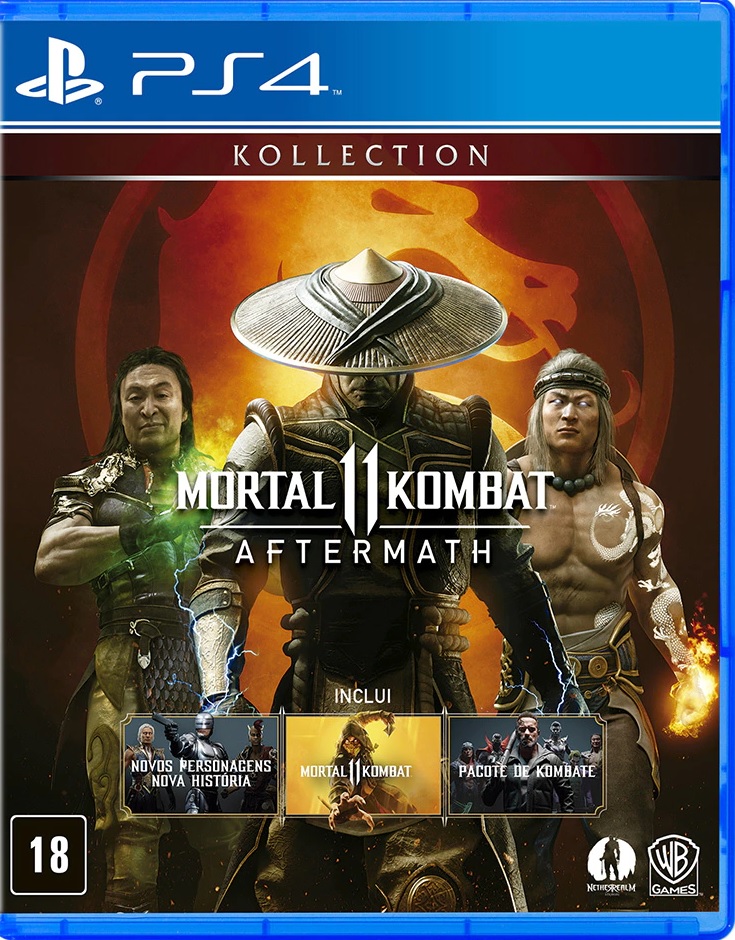 PS4
KOLLECTION
MORTAL 11 KOMBAT
AFTERMATH
INCLUI
NOVOS PERSONAGENS
NOVA HISTÓRIA
MORTAL 11 KOMBAT
PACOTE DE KOMBATE
18
NETHERREALM
WB
GAMES